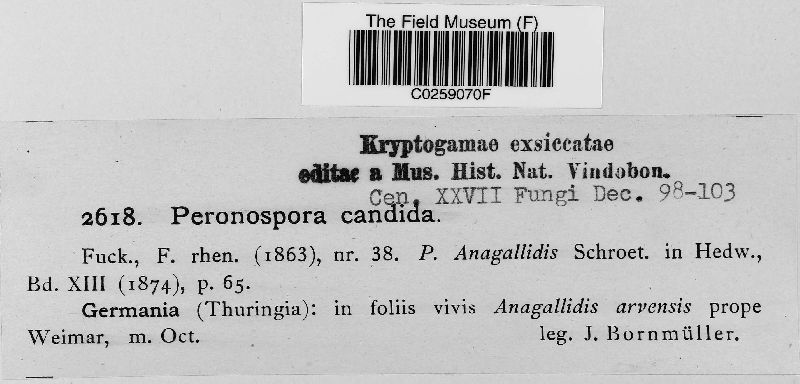 The Field Museum (F)
C0259070F
Kryptogamae exsiccatae
editae a Mus. Hist. Nat. Vindobon.
Cen. XXVII Fungi Dec. 98-103
2618. Peronospora candida.
Fuck., F. rhen. (1863), nr. 38. P. Anagallidis Schroet. in Hedw.,
Bd. XIII (1874), p. 65.
Germania (Thuringia): in foliis vivis Anagallidis arvensis prope
Weimar, m. Oct. leg. J. Bornmüller.